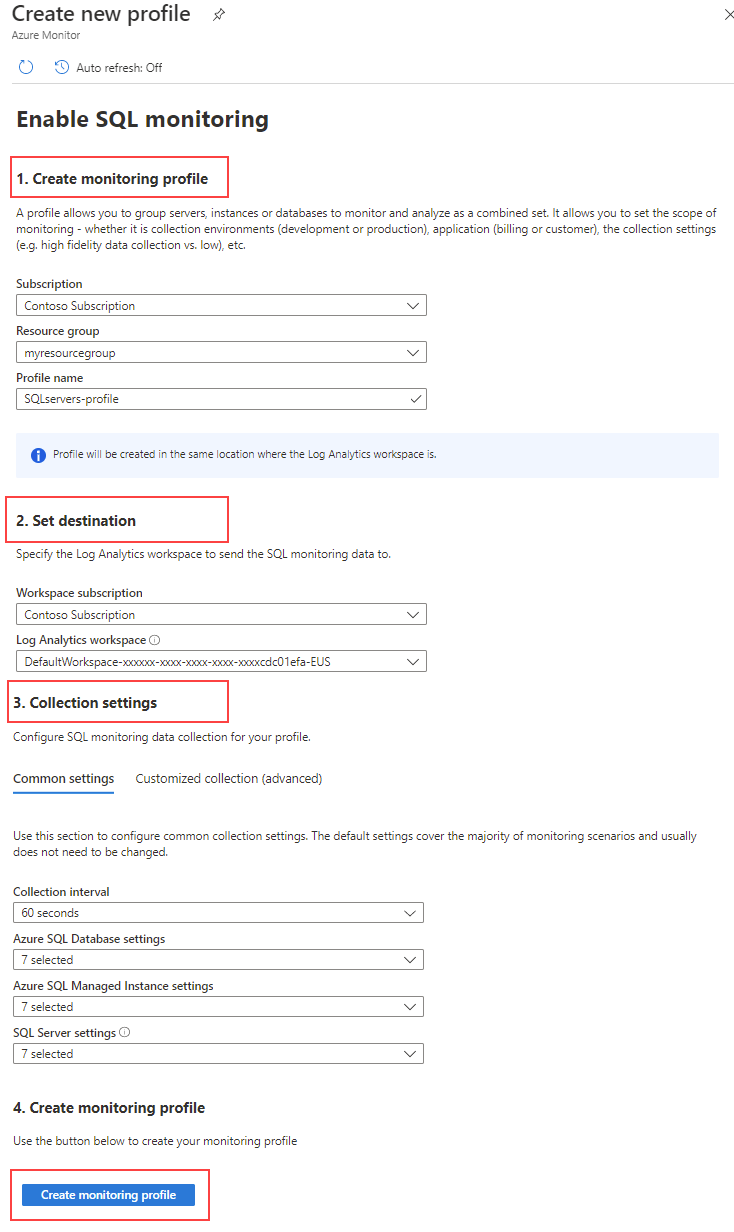 Create new profile
Azure Monitor
Auto refresh: Off
Enable SQL monitoring
1. Create monitoring profile
A profile allows you to group servers, instances or databases to monitor and analyze as a combined set. It allows you to set the scope of
monitoring - whether it is collection environments (development or production), application (billing or customer), the collection settings
(e.g. high fidelity data collection vs. low), etc.
Subscription
Contoso Subscription
Resource group
myresourcegroup
Profile name
SQLservers-profile
Profile will be created in the same location where the Log Analytics workspace is.
2. Set destination
Specify the Log Analytics workspace to send the SQL monitoring data to.
Workspace subscription
Contoso Subscription
Log Analytics workspace
DefaultWorkspace-xxxxxx-xxxx-xxxx-xxxx-xxxxcdc01efa-EUS
3. Collection settings
Configure SQL monitoring data collection for your profile.
Common settings Customized collection (advanced)
Use this section to configure common collection settings. The default settings cover the majority of monitoring scenarios and usually
does not need to be changed.
Collection interval
60 seconds
Azure SQL Database settings
7 selected
Azure SQL Managed Instance settings
7 selected
SQL Server settings
7 selected
4. Create monitoring profile
Use the button below to create your monitoring profile
Create monitoring profile